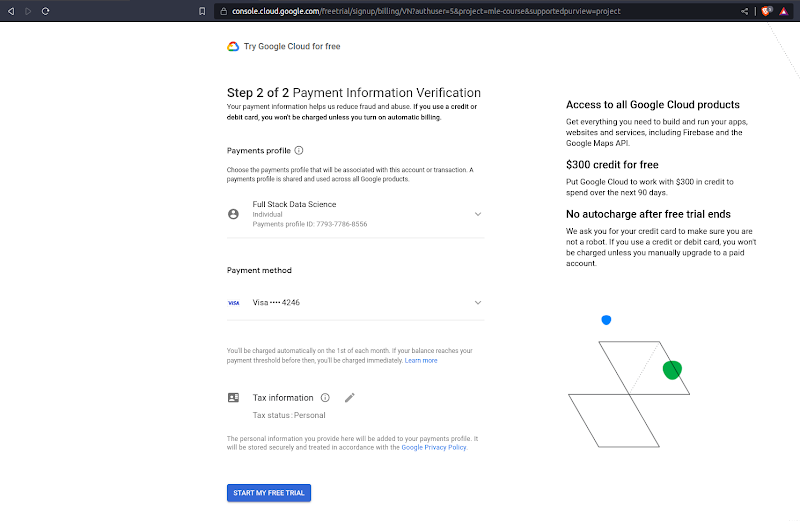 console.cloud.google.com/freetrial/signup/billing/VN?authuser=5&project=mle-course&supportedpurview=project
Try Google Cloud for free
Step 2 of 2 Payment Information Verification
Your payment information helps us reduce fraud and abuse. If you use a credit or
debit card, you won't be charged unless you turn on automatic billing.
Payments profile
Choose the payments profile that will be associated with this account or transaction. A
payments profile is shared and used across all Google products.
Full Stack Data Science
Individual
Payments profile ID: 7793-7786-8556
Payment method
VISA Visa •••• 4246
You'll be charged automatically on the 1st of each month. If your balance reaches your
payment threshold before then, you'll be charged immediately. Learn more
Tax information
Tax status: Personal
The personal information you provide here will be added to your payments profile. It
will be stored securely and treated in accordance with the Google Privacy Policy.
START MY FREE TRIAL
Access to all Google Cloud products
Get everything you need to build and run your apps,
websites and services, including Firebase and the
Google Maps API.
$300 credit for free
Put Google Cloud to work with $300 in credit to
spend over the next 90 days.
No autocharge after free trial ends
We ask you for your credit card to make sure you are
not a robot. If you use a credit or debit card, you won't
be charged unless you manually upgrade to a paid
account.